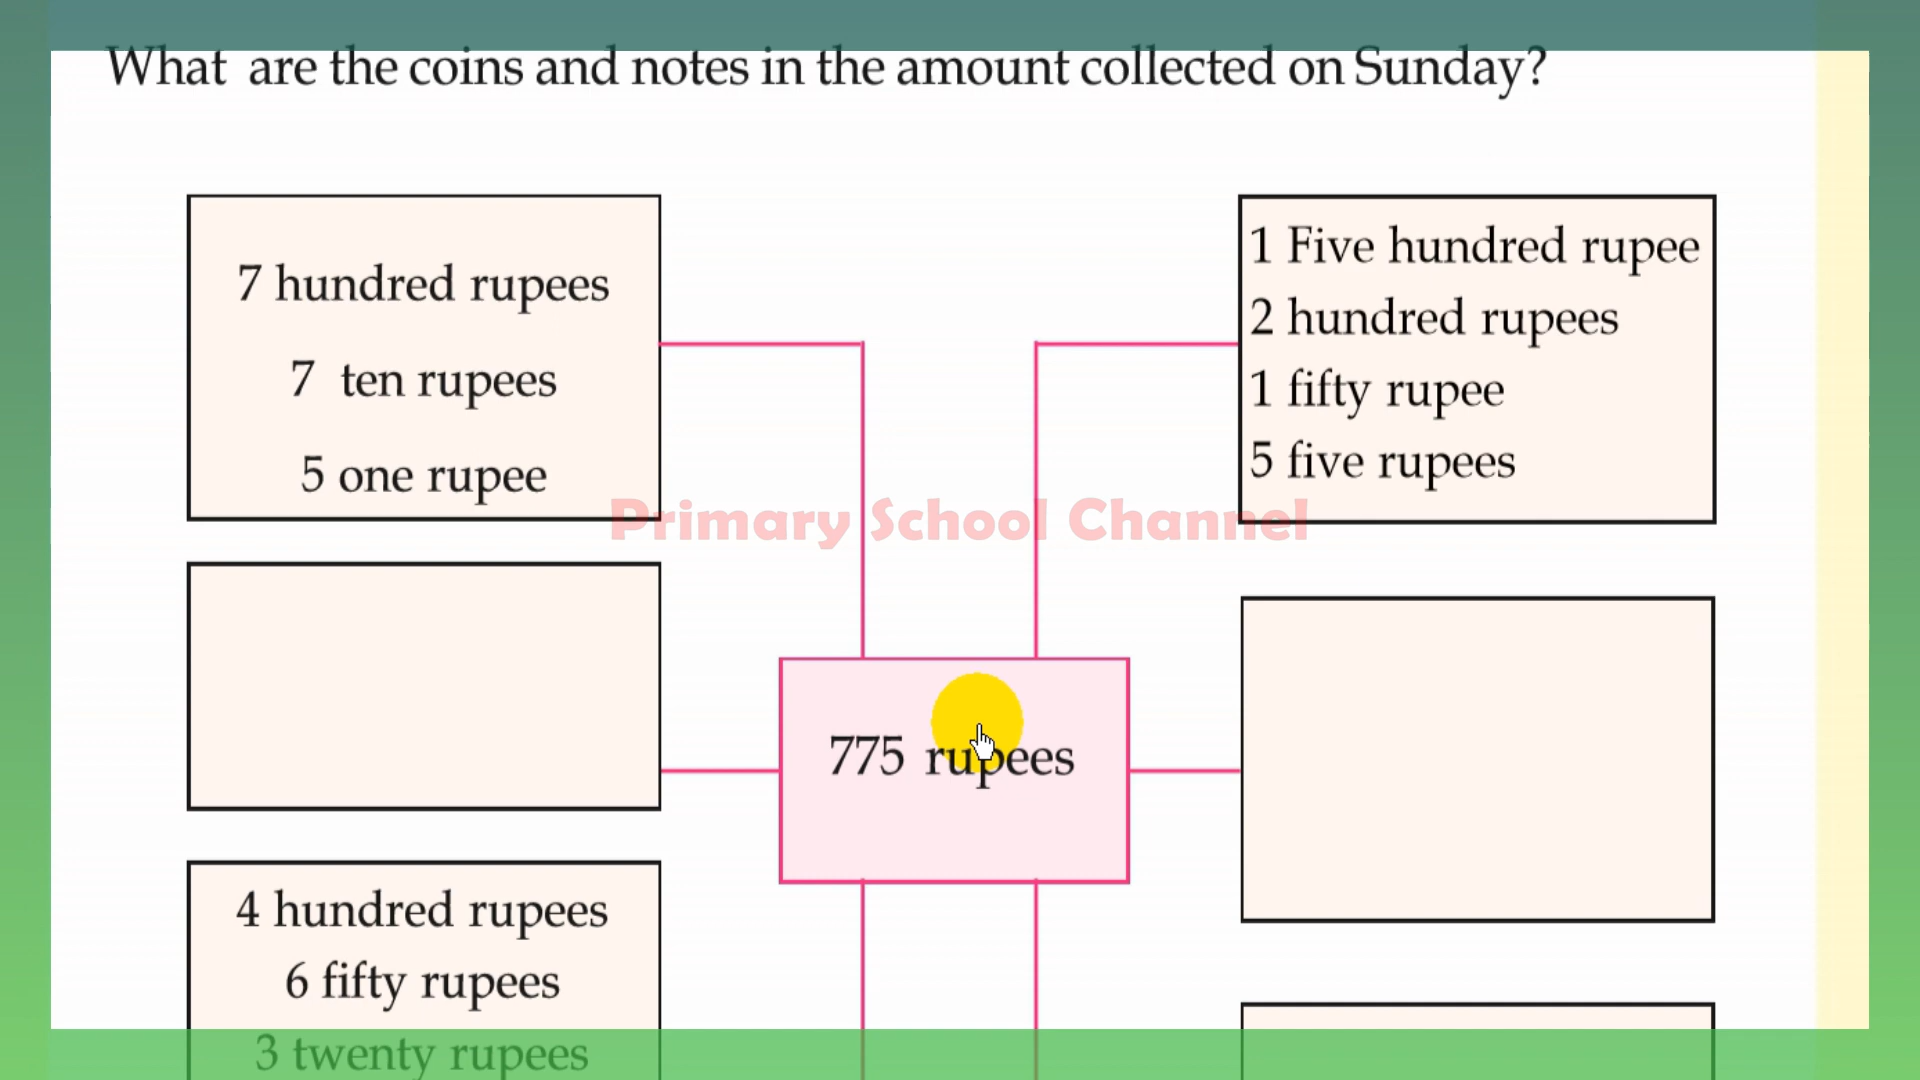 What are the coins and notes in the amount collected on Sunday?
7 hundred rupees
7 ten rupees
5 one rupee
1 Five hundred rupee
2 hundred rupees
1 fifty rupee
5 five rupees
Primary School Channel
775 rupees
4 hundred rupees
6 fifty rupees
3 twenty rupees